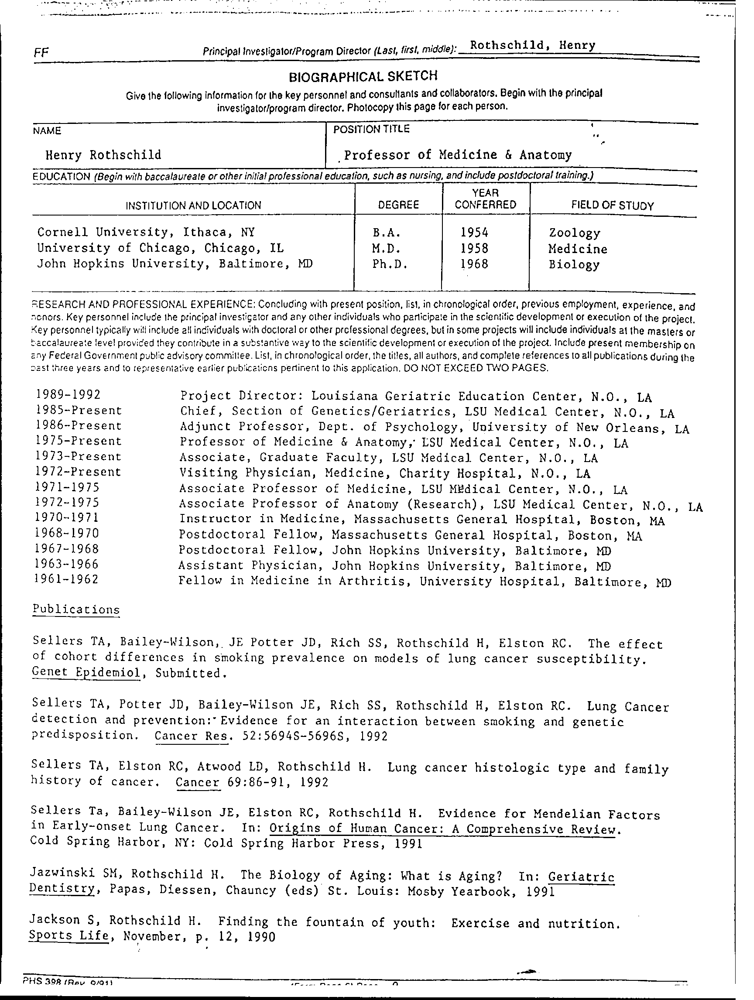 FF
Principal Investigator/Program Director (Last, first, middle): Rothschild, Henry
BIOGRAPHICAL SKETCH
Give the following information for the key personnel and consultants and collaborators. Begin with the principal
investigator/program director. Photocopy this page for each person.
NAME
POSITION TITLE
Henry Rothschild
Professor of Medicine & Anatomy
EDUCATION (Begin with baccalaureate or other initial professional education, such as nursing, and include postdoctoral training.)
INSTITUTION AND LOCATION DEGREE YEAR CONFERRED FIELD OF STUDY
Cornell University, Ithaca, NY B.A. 1954 Zoology
University of Chicago, Chicago, IL M.D. 1958 Medicine
John Hopkins University, Baltimore, MD Ph.D. 1968 Biology
RESEARCH AND PROFESSIONAL EXPERIENCE: Concluding with present position, list, in chronological order, previous employment, experience, and
honors. Key personnel include the principal investigator and any other individuals who participate in the scientific development or execution of the project.
Key personnel typically will include all individuals with doctoral or other professional degrees, but in some projects will include individuals at the masters or
baccalaureate level provided they contribute in a substantive way to the scientific development or execution of the project. Include present membership on
any Federal Government public advisory committee. List, in chronological order, the titles, all authors, and complete references to all publications during the
past three years and to representative earlier publications pertinent to this application. DO NOT EXCEED TWO PAGES.
1989-1992 Project Director: Louisiana Geriatric Education Center, N.O., LA
1985-Present Chief, Section of Genetics/Geriatrics, LSU Medical Center, N.O., LA
1986-Present Adjunct Professor, Dept. of Psychology, University of New Orleans, LA
1975-Present Professor of Medicine & Anatomy, LSU Medical Center, N.O., LA
1973-Present Associate, Graduate Faculty, LSU Medical Center, N.O., LA
1972-Present Visiting Physician, Medicine, Charity Hospital, N.O., LA
1971-1975 Associate Professor of Medicine, LSU Medical Center, N.O., LA
1972-1975 Associate Professor of Anatomy (Research), LSU Medical Center, N.O., LA
1970-1971 Instructor in Medicine, Massachusetts General Hospital, Boston, MA
1968-1970 Postdoctoral Fellow, Massachusetts General Hospital, Boston, MA
1967-1968 Postdoctoral Fellow, John Hopkins University, Baltimore, MD
1963-1966 Assistant Physician, John Hopkins University, Baltimore, MD
1961-1962 Fellow in Medicine in Arthritis, University Hospital, Baltimore, MD
Publications
Sellers TA, Bailey-Wilson, JE Potter JD, Rich SS, Rothschild H, Elston RC. The effect
of cohort differences in smoking prevalence on models of lung cancer susceptibility.
Genet Epidemiol, Submitted.
Sellers TA, Potter JD, Bailey-Wilson JE, Rich SS, Rothschild H, Elston RC. Lung Cancer
detection and prevention: Evidence for an interaction between smoking and genetic
predisposition. Cancer Res. 52:5694S-5696S, 1992
Sellers TA, Elston RC, Atwood LD, Rothschild H. Lung cancer histologic type and family
history of cancer. Cancer 69:86-91, 1992
Sellers Ta, Bailey-Wilson JE, Elston RC, Rothschild H. Evidence for Mendelian Factors
in Early-onset Lung Cancer. In: Origins of Human Cancer: A Comprehensive Review.
Cold Spring Harbor, NY: Cold Spring Harbor Press, 1991
Jazwinski SM, Rothschild H. The Biology of Aging: What is Aging? In: Geriatric
Dentistry, Papas, Diessen, Chauncy (eds) St. Louis: Mosby Yearbook, 1991
Jackson S, Rothschild H. Finding the fountain of youth: Exercise and nutrition.
Sports Life, November, p. 12, 1990
PHS 398 (Rev. 9/91)